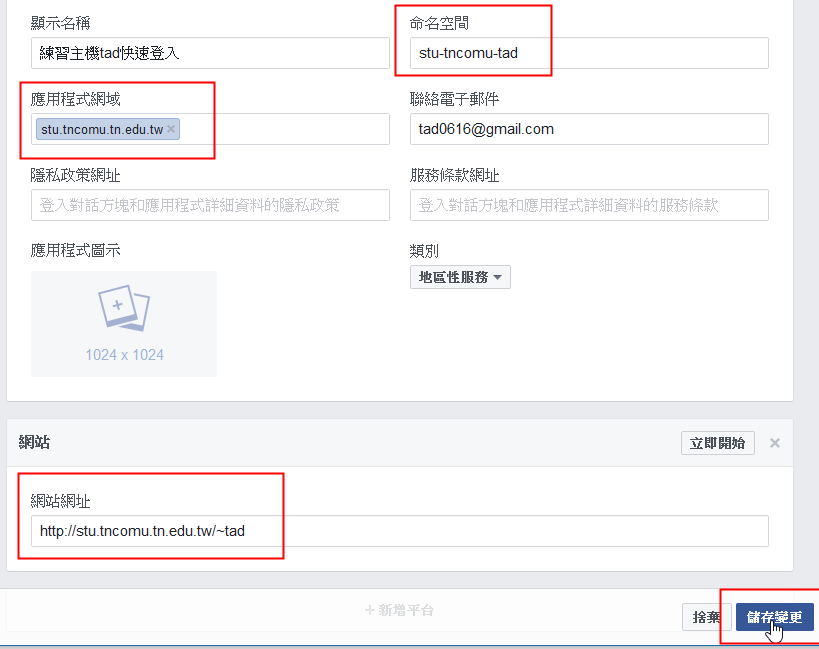 顯示名稱
命名空間
練習主機tad快速登入
stu-tncomu-tad
應用程式網域
聯絡電子郵件
stu.tncomu.tn.edu.tw ×
tad0616@gmail.com
隱私政策網址
服務條款網址
登入對話方塊和應用程式詳細資料的隱私政策
登入對話方塊和應用程式詳細資料的服務條款
應用程式圖示
類別
地區性服務
1024 x 1024
網站
立即開始 ×
網站網址
http://stu.tncomu.tn.edu.tw/~tad
+ 新增平台
捨棄
儲存變更